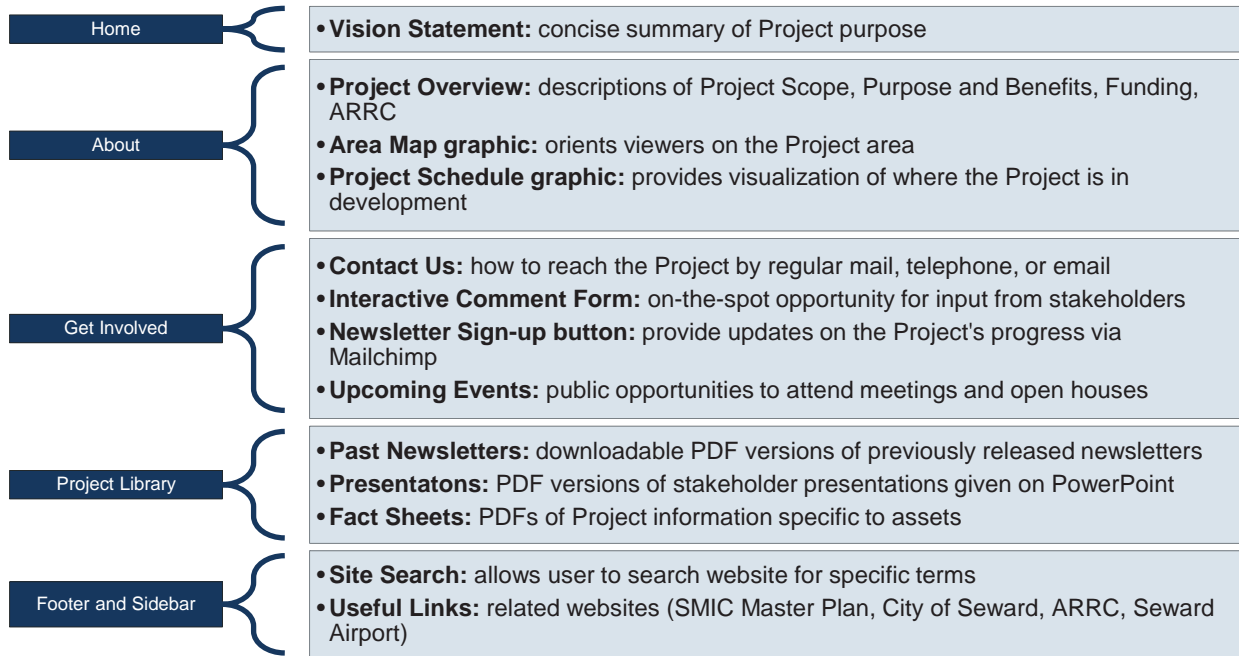 Home
• Vision Statement: concise summary of Project purpose
About
• Project Overview: descriptions of Project Scope, Purpose and Benefits, Funding,
ARRC
• Area Map graphic: orients viewers on the Project area
• Project Schedule graphic: provides visualization of where the Project is in
development
Get Involved
• Contact Us: how to reach the Project by regular mail, telephone, or email
• Interactive Comment Form: on-the-spot opportunity for input from stakeholders
• Newsletter Sign-up button: provide updates on the Project's progress via
Mailchimp
• Upcoming Events: public opportunities to attend meetings and open houses
Project Library
• Past Newsletters: downloadable PDF versions of previously released newsletters
• Presentatons: PDF versions of stakeholder presentations given on PowerPoint
• Fact Sheets: PDFs of Project information specific to assets
Footer and Sidebar
• Site Search: allows user to search website for specific terms
• Useful Links: related websites (SMIC Master Plan, City of Seward, ARRC, Seward
Airport)